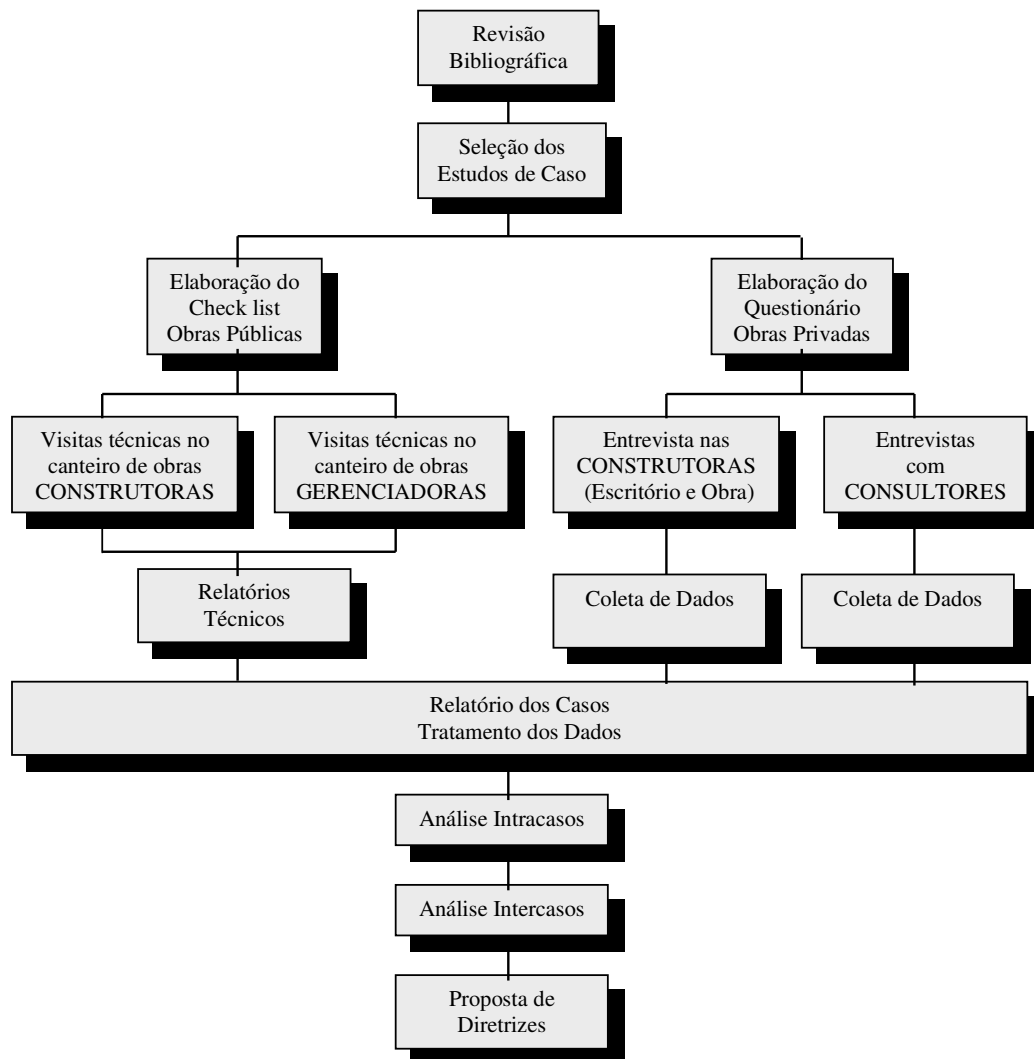 Revisão
Bibliográfica
Seleção dos
Estudos de Caso
Elaboração do
Check list
Obras Públicas
Elaboração do
Questionário
Obras Privadas
Visitas técnicas no
canteiro de obras
CONSTRUTORAS
Visitas técnicas no
canteiro de obras
GERENCIADORAS
Entrevista nas
CONSTRUTORAS
(Escritório e Obra)
Entrevistas
com
CONSULTORES
Relatórios
Técnicos
Coleta de Dados
Coleta de Dados
Relatório dos Casos
Tratamento dos Dados
Análise Intracasos
Análise Intercasos
Proposta de
Diretrizes